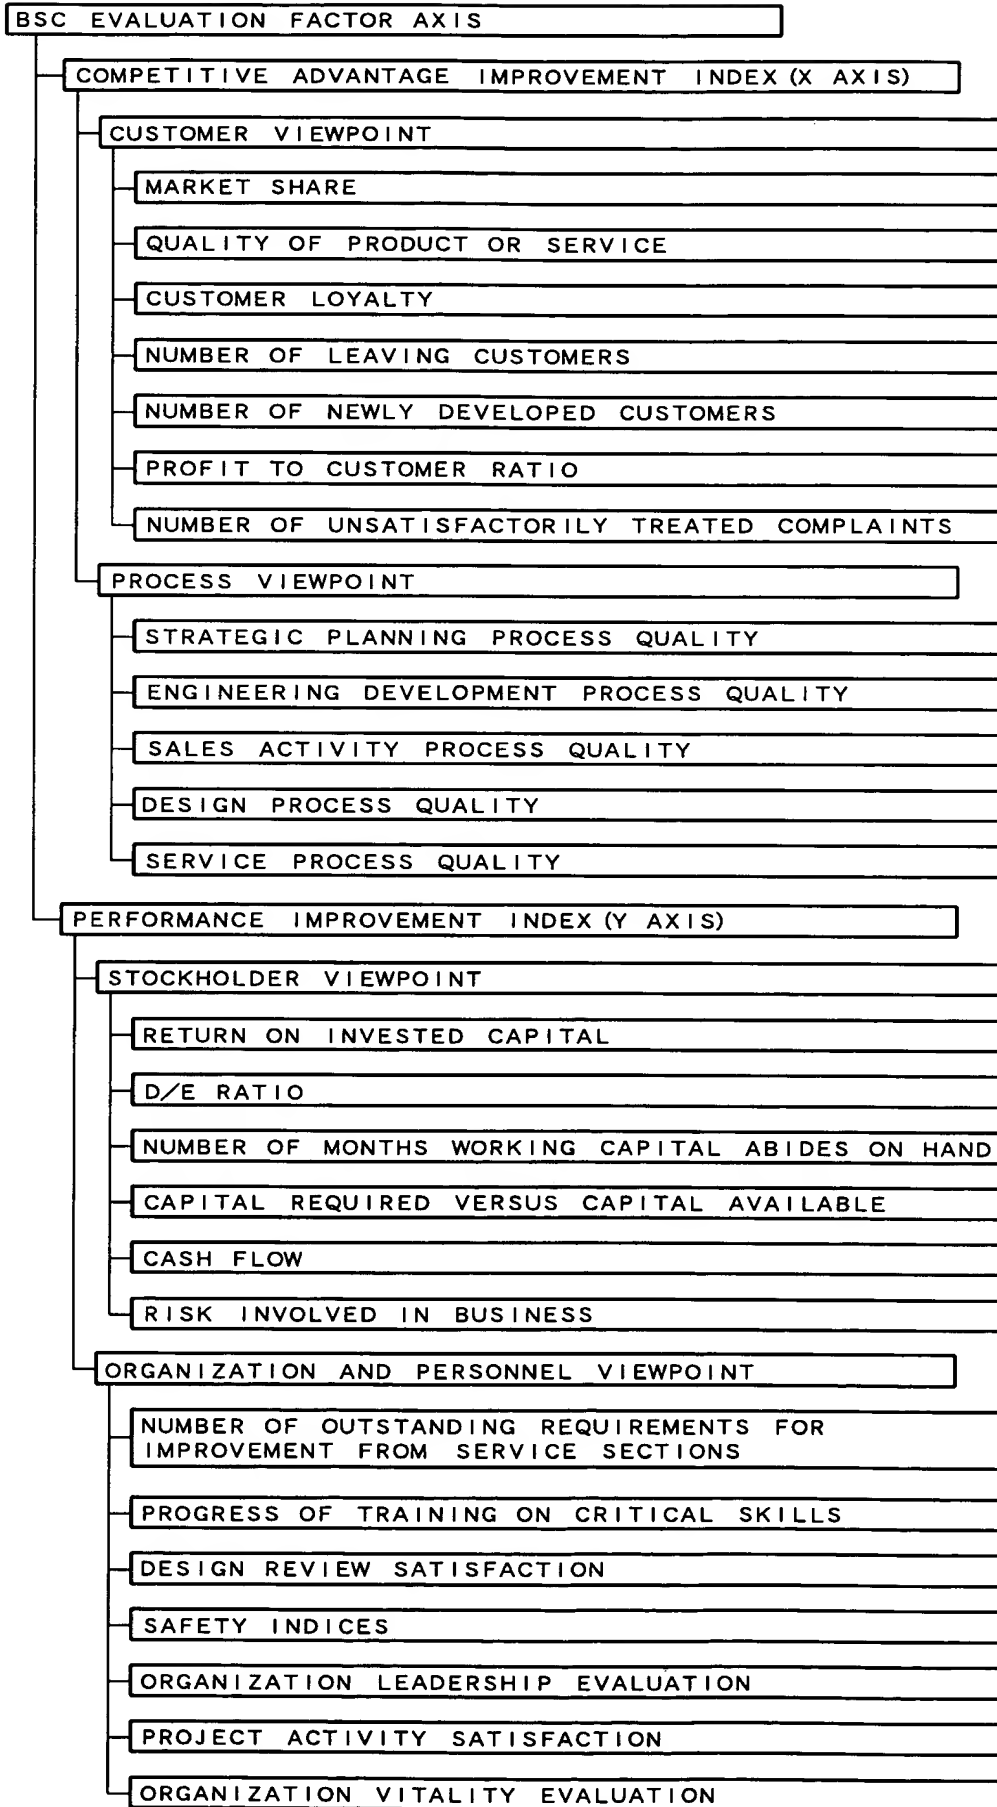 BSC EVALUATION FACTOR AXIS
COMPETITIVE ADVANTAGE IMPROVEMENT INDEX (X AXIS)
CUSTOMER VIEWPOINT
MARKET SHARE
QUALITY OF PRODUCT OR SERVICE
CUSTOMER LOYALTY
NUMBER OF LEAVING CUSTOMERS
NUMBER OF NEWLY DEVELOPED CUSTOMERS
PROFIT TO CUSTOMER RATIO
NUMBER OF UNSATISFACTORILY TREATED COMPLAINTS
PROCESS VIEWPOINT
STRATEGIC PLANNING PROCESS QUALITY
ENGINEERING DEVELOPMENT PROCESS QUALITY
SALES ACTIVITY PROCESS QUALITY
DESIGN PROCESS QUALITY
SERVICE PROCESS QUALITY
PERFORMANCE IMPROVEMENT INDEX (Y AXIS)
STOCKHOLDER VIEWPOINT
RETURN ON INVESTED CAPITAL
D/E RATIO
NUMBER OF MONTHS WORKING CAPITAL ABIDES ON HAND
CAPITAL REQUIRED VERSUS CAPITAL AVAILABLE
CASH FLOW
RISK INVOLVED IN BUSINESS
ORGANIZATION AND PERSONNEL VIEWPOINT
NUMBER OF OUTSTANDING REQUIREMENTS FOR
IMPROVEMENT FROM SERVICE SECTIONS
PROGRESS OF TRAINING ON CRITICAL SKILLS
DESIGN REVIEW SATISFACTION
SAFETY INDICES
ORGANIZATION LEADERSHIP EVALUATION
PROJECT ACTIVITY SATISFACTION
ORGANIZATION VITALITY EVALUATION